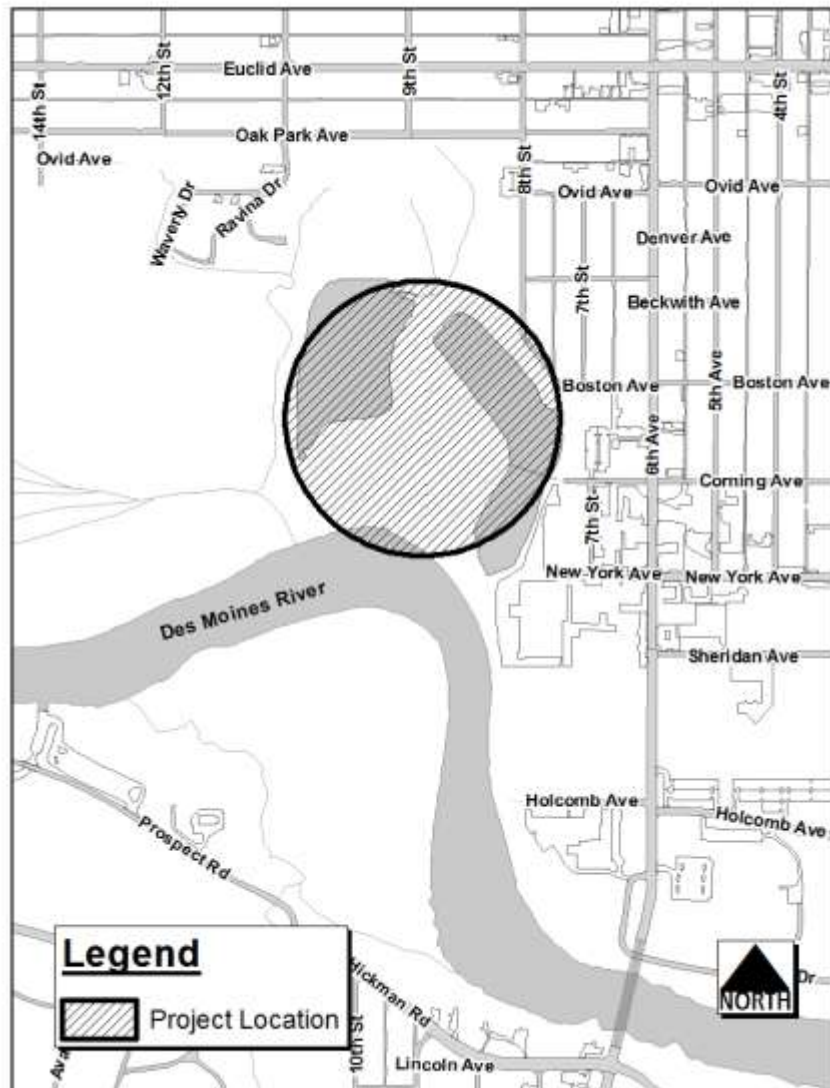 14th St
12th St
9th St
4th St
Euclid Ave
Oak Park Ave
Ovid Ave
8th St
Waverly Dr
Ravina Dr
Ovid Ave
Ovid Ave
Denver Ave
7th St
Beckwith Ave
Boston Ave
Boston Ave
5th Ave
6th Ave
Corning Ave
7th St
New York Ave
New York Ave
Des Moines River
Sheridan Ave
Holcomb Ave
Holcomb Ave
Prospect Rd
Legend
Project Location
Hickman Rd
10th St
Lincoln Ave
Ava
NORTH
Dr